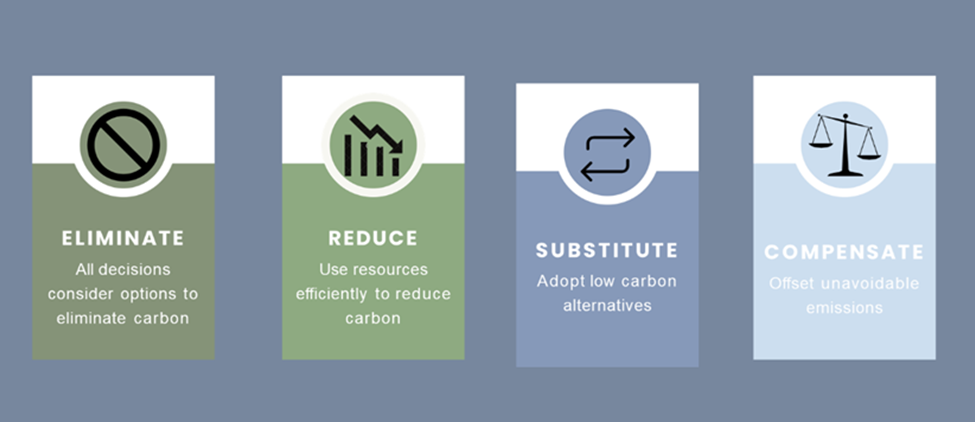 ELIMINATE
All decisions
consider options to
eliminate carbon
REDUCE
Use resources
efficiently to reduce
carbon
SUBSTITUTE
Adopt low carbon
alternatives
COMPENSATE
Offset unavoidable
emissions